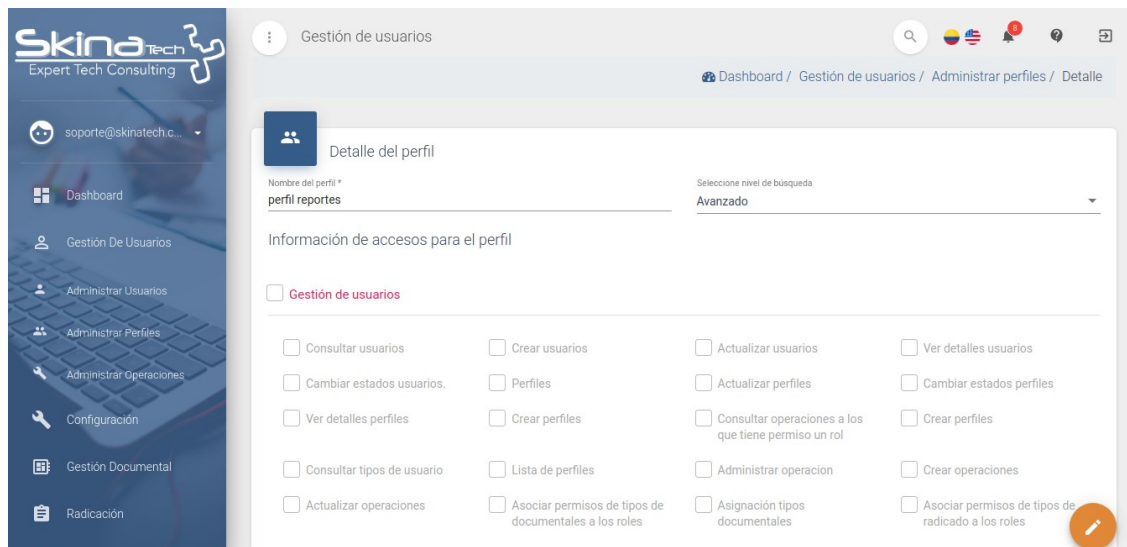 Skina Tech
Expert Tech Consulting
Gestión de usuarios
8
Dashboard / Gestión de usuarios / Administrar perfiles / Detalle
soporte@skinatech.c...
Dashboard
Gestión De Usuarios
Administrar Usuarios
Administrar Perfiles
Administrar Operaciones
Configuración
Gestión Documental
Radicación
Detalle del perfil
Nombre del perfil *
perfil reportes
Seleccione nivel de búsqueda
Avanzado
Información de accesos para el perfil
Gestión de usuarios
Consultar usuarios
Crear usuarios
Actualizar usuarios
Ver detalles usuarios
Cambiar estados usuarios.
Perfiles
Actualizar perfiles
Cambiar estados perfiles
Ver detalles perfiles
Crear perfiles
Consultar operaciones a los
que tiene permiso un rol
Crear perfiles
Consultar tipos de usuario
Lista de perfiles
Administrar operacion
Crear operaciones
Actualizar operaciones
Asociar permisos de tipos de
documentales a los roles
Asignación tipos
documentales
Asociar permisos de tipos de
radicado a los roles